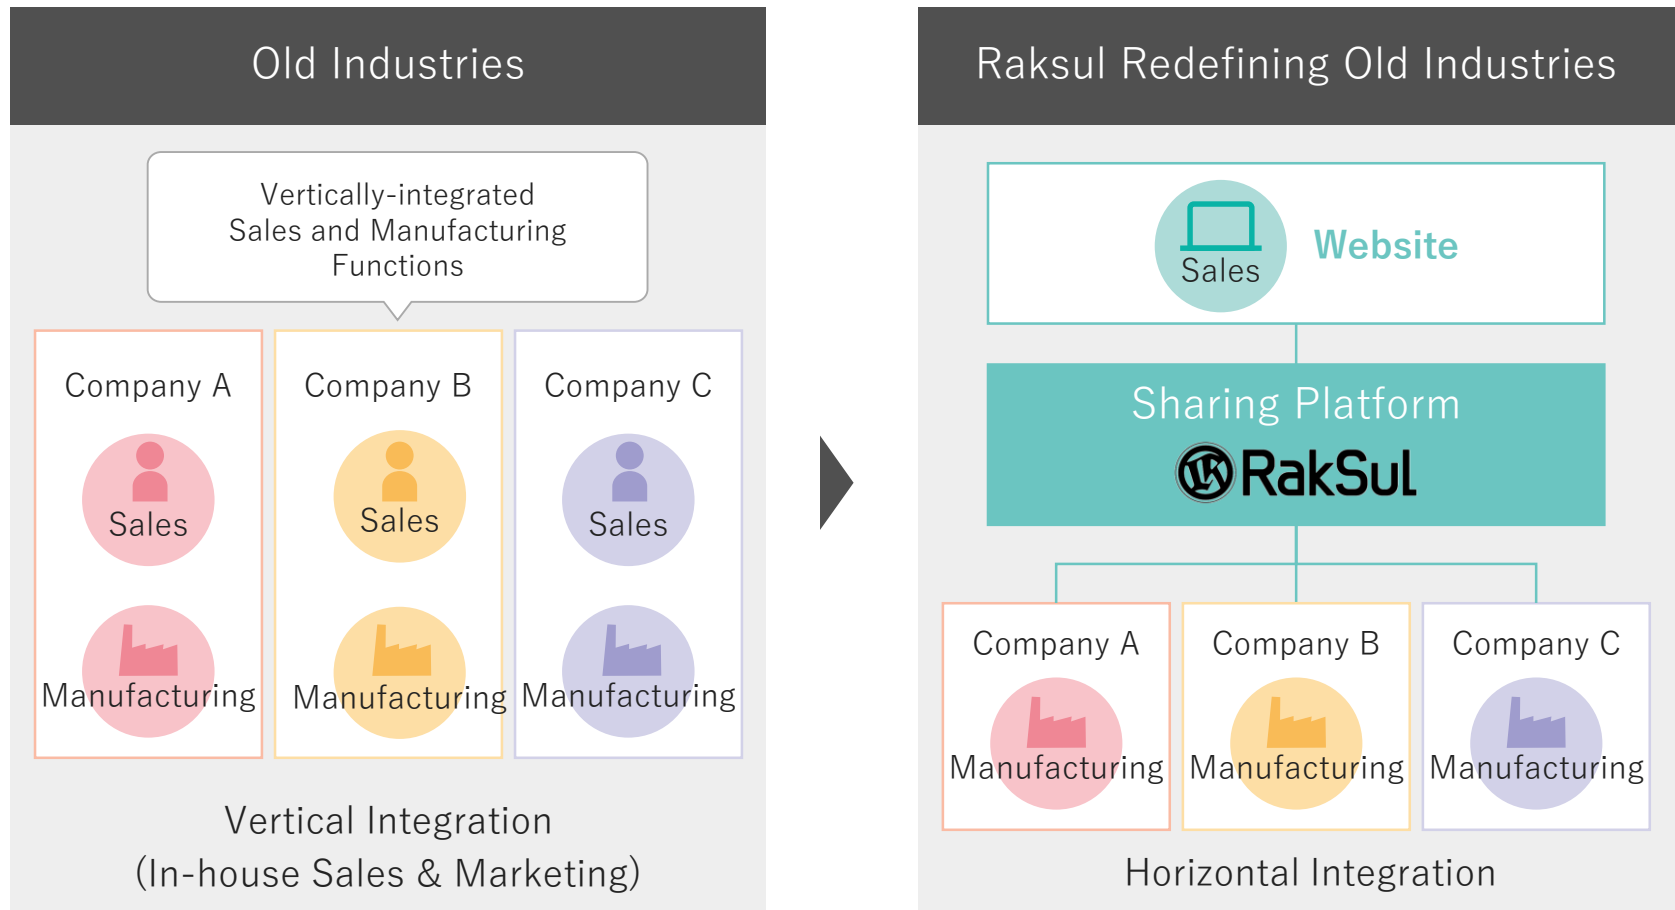 Old Industries
Vertically-integrated
Sales and Manufacturing
Functions
Company A
Sales
Manufacturing
Company B
Sales
Manufacturing
Company C
Sales
Manufacturing
Vertical Integration
(In-house Sales & Marketing)
Raksul Redefining Old Industries
Sales
Website
Sharing Platform
RakSul
Company A
Manufacturing
Company B
Manufacturing
Company C
Manufacturing
Horizontal Integration